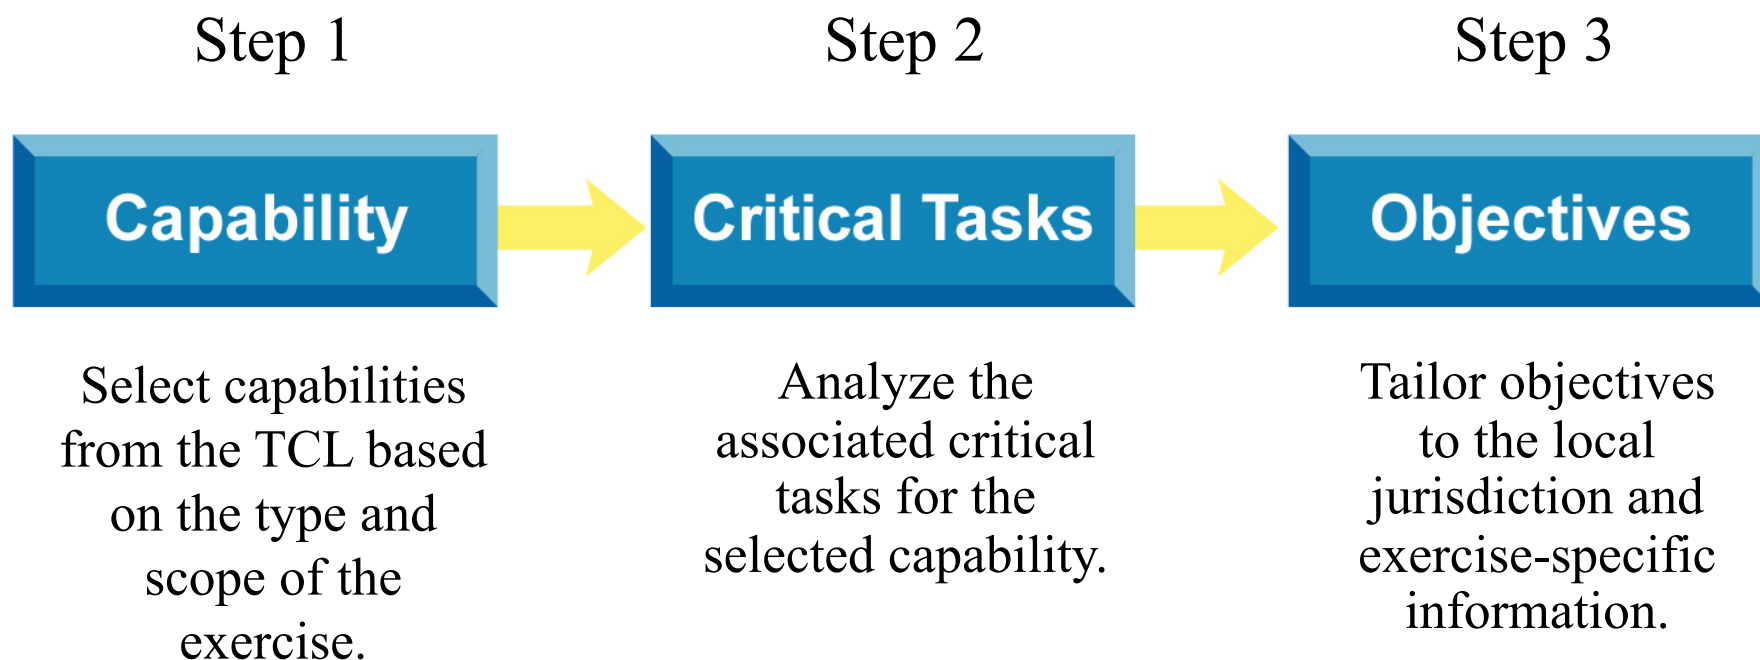 Step 1
Step 2
Step 3
Capability
Critical Tasks
Objectives
Select capabilities
from the TCL based
on the type and
scope of the
exercise.
Analyze the
associated critical
tasks for the
selected capability.
Tailor objectives
to the local
jurisdiction and
exercise-specific
information.